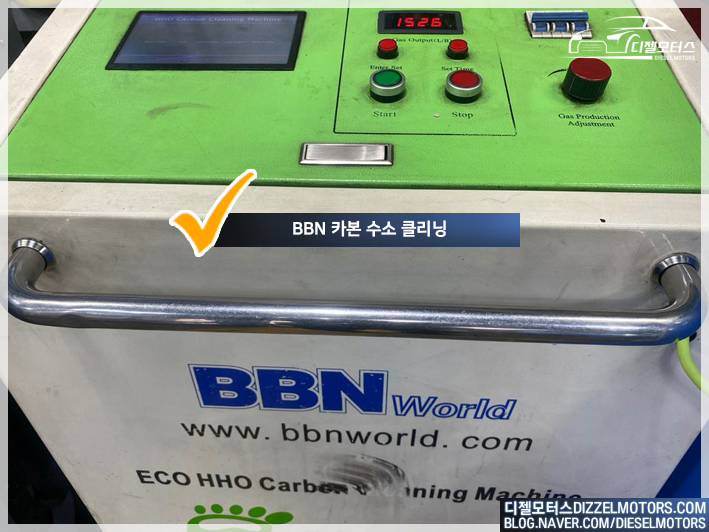 HHO Carbon Cleaning Machine
1526
Gas Output(L/H)
Enter Set
Set Time
Start
Stop
Gas Production
Adjustment
디젤모터스
DIESELMOTORS
BBN 카본 수소 클리닝
BBN World
www.bbnworld.com
ECO HHO Carbon Cleaning Machine
디젤모터스DIZZELMOTORS.COM
BLOG.NAVER.COM/DIESELMOTORS